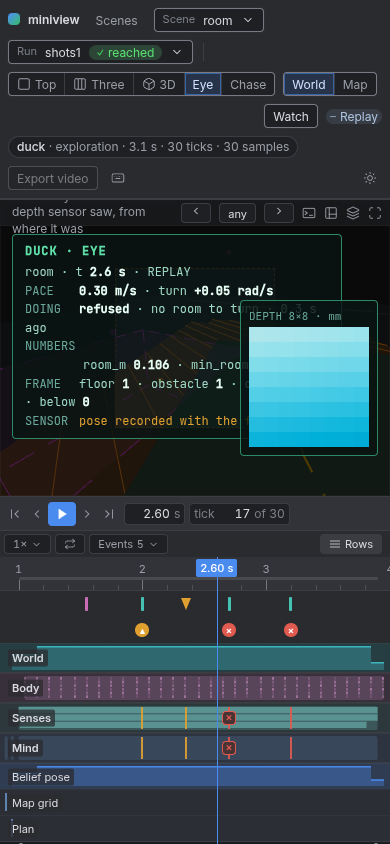 miniview Scenes Scene room
Run shots1 ✓ reached
Top Three 3D Eye Chase World Map
Watch – Replay
duck · exploration · 3.1 s · 30 ticks · 30 samples
Export video
depth sensor saw, from
where it was
any
DUCK · EYE
room · t 2.6 s · REPLAY
PACE 0.30 m/s · turn +0.05 rad/s
DOING refused · no room to turn · 0.3 s
ago
NUMBERS
room_m 0.106 · min_room
FRAME floor 1 · obstacle 1 ·
· below 0
SENSOR pose recorded with the
DEPTH 8×8 · mm
2.60 s tick 17 of 30
1× Events 5 Rows
1 2 2.60 s 3 4
World
Body
Senses
Mind
Belief pose
Map grid
Plan